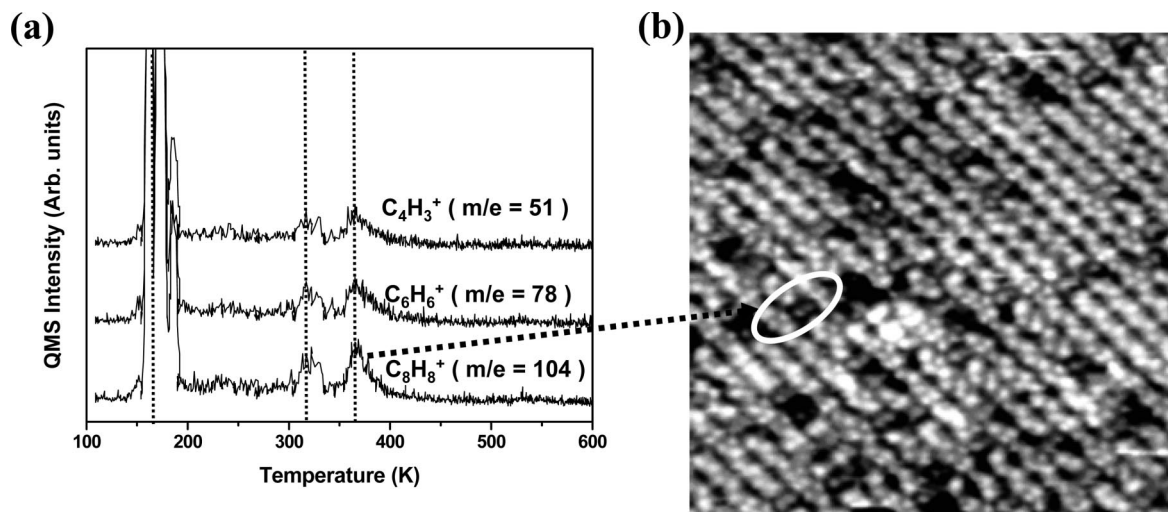 (a)
(b)
QMS Intensity (Arb. units)
C₄H₃⁺ ( m/e = 51 )
C₆H₆⁺ ( m/e = 78 )
C₈H₈⁺ ( m/e = 104 )
100 200 300 400 500 600
Temperature (K)